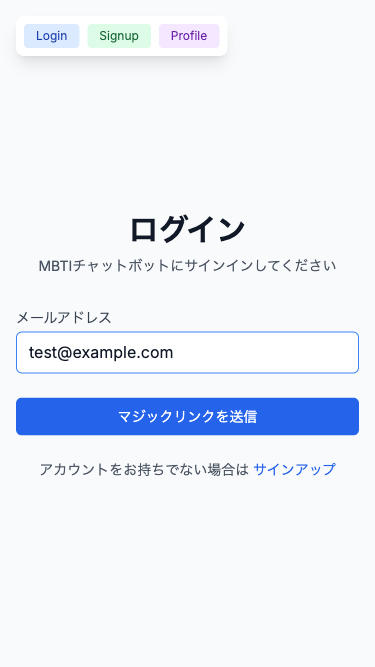 Login Signup Profile
ログイン
MBTIチャットボットにサインインしてください
メールアドレス
test@example.com
マジックリンクを送信
アカウントをお持ちでない場合は サインアップ